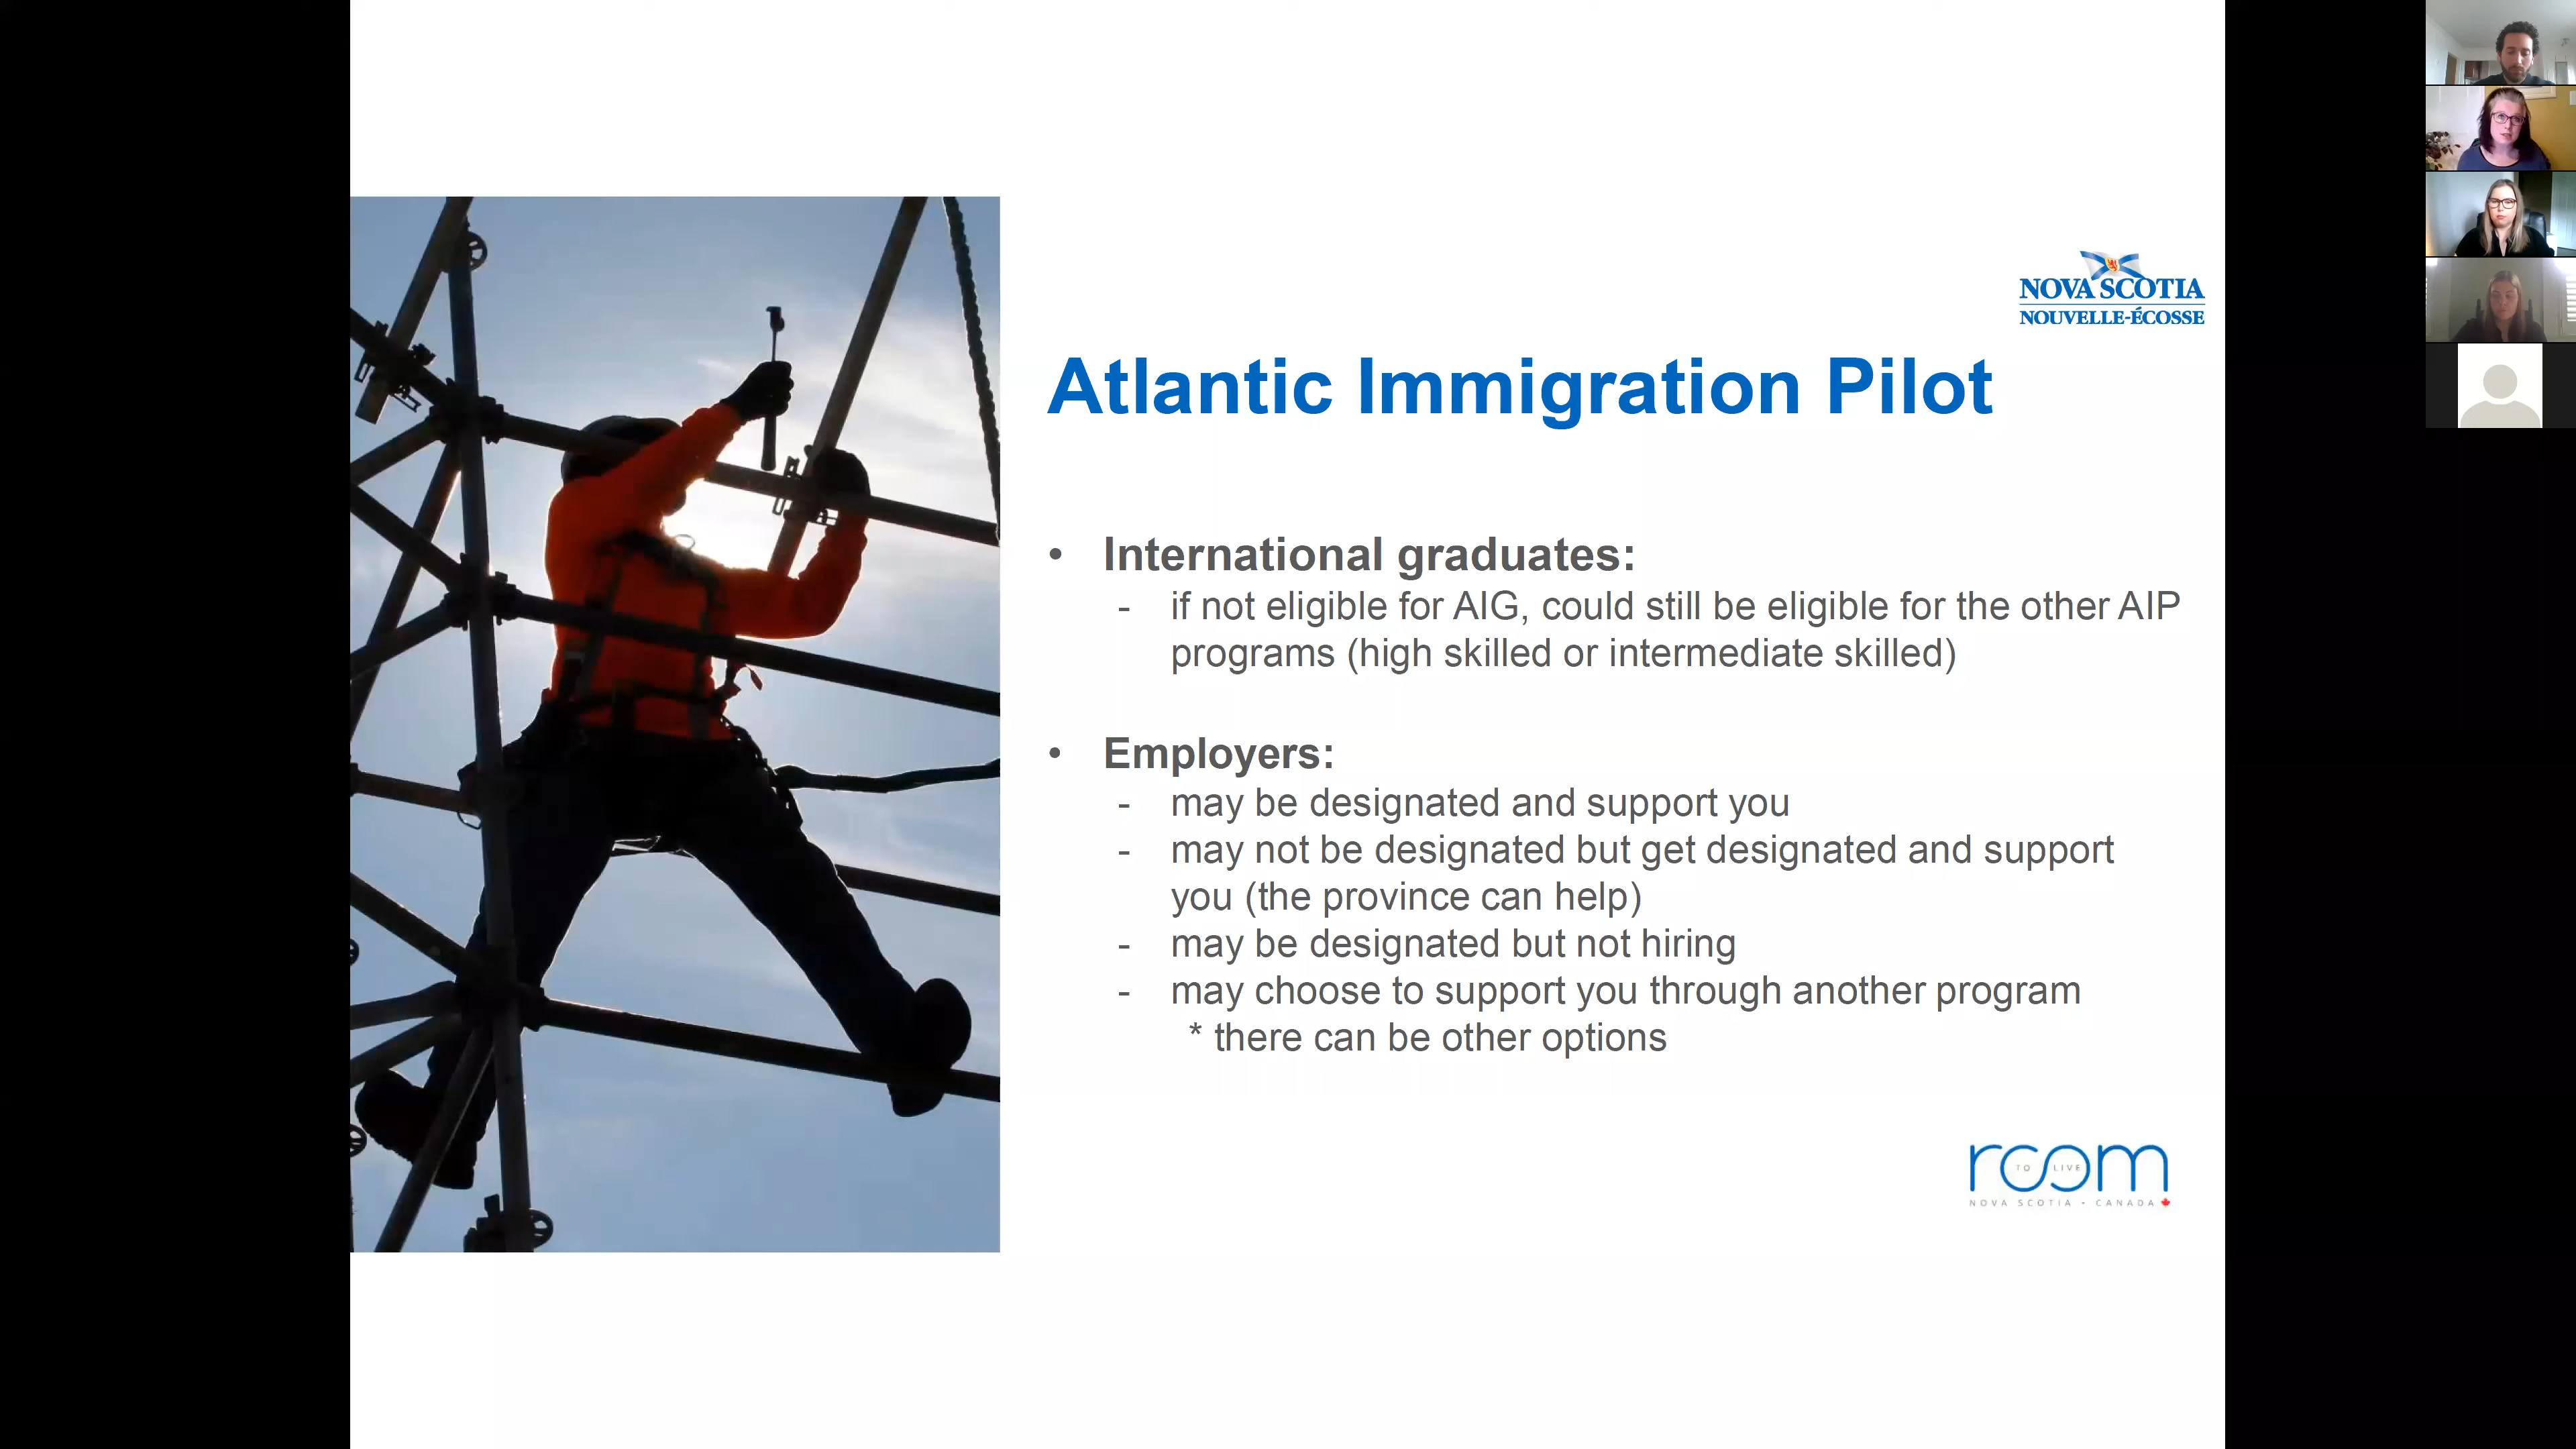 NOVA SCOTIA
NOUVELLE-ÉCOSSE
Atlantic Immigration Pilot
• International graduates:
- if not eligible for AIG, could still be eligible for the other AIP
programs (high skilled or intermediate skilled)
• Employers:
- may be designated and support you
- may not be designated but get designated and support
you (the province can help)
- may be designated but not hiring
- may choose to support you through another program
* there can be other options
room
TO LIVE
NOVA SCOTIA - CANADA